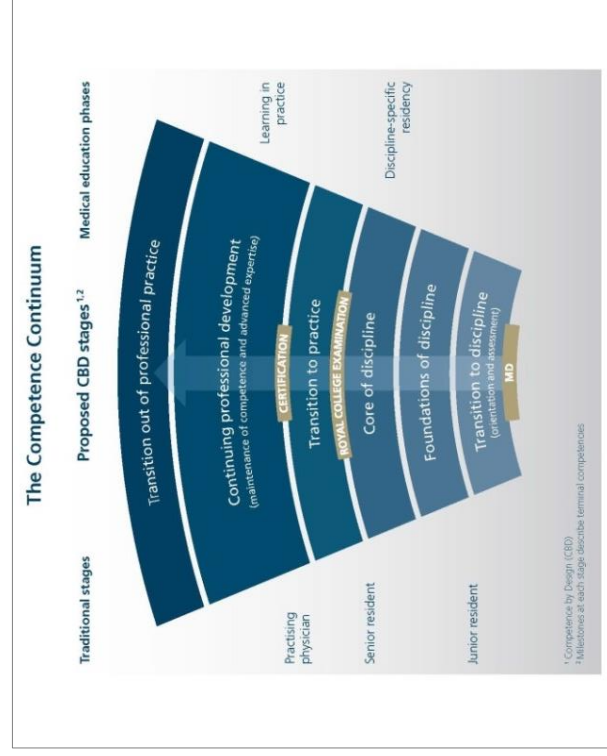 The Competence Continuum
Traditional stages
Proposed CBD stages 1,2
Medical education phases
Transition out of professional practice
Continuing professional development
(maintenance of competence and advanced expertise)
CERTIFICATION
Transition to practice
ROYAL COLLEGE EXAMINATION
Core of discipline
Foundations of discipline
Transition to discipline
(orientation and assessment)
MD
Practising
physician
Senior resident
Junior resident
Learning in
practice
Discipline-specific
residency
1 Competence by Design (CBD)
2 Milestones at each stage describe terminal competencies